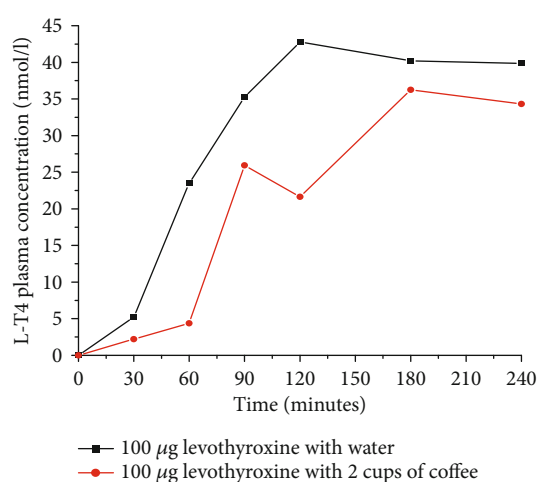 L-T4 plasma concentration (nmol/l)
45
40
35
30
25
20
15
10
5
0
0 30 60 90 120 150 180 210 240
Time (minutes)
100 µg levothyroxine with water
100 µg levothyroxine with 2 cups of coffee